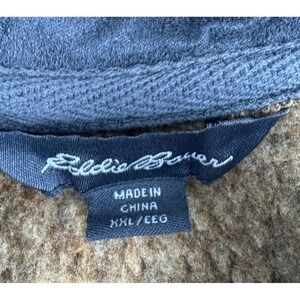 Eddie Bauer
MADE IN
CHINA
XXL/EEG